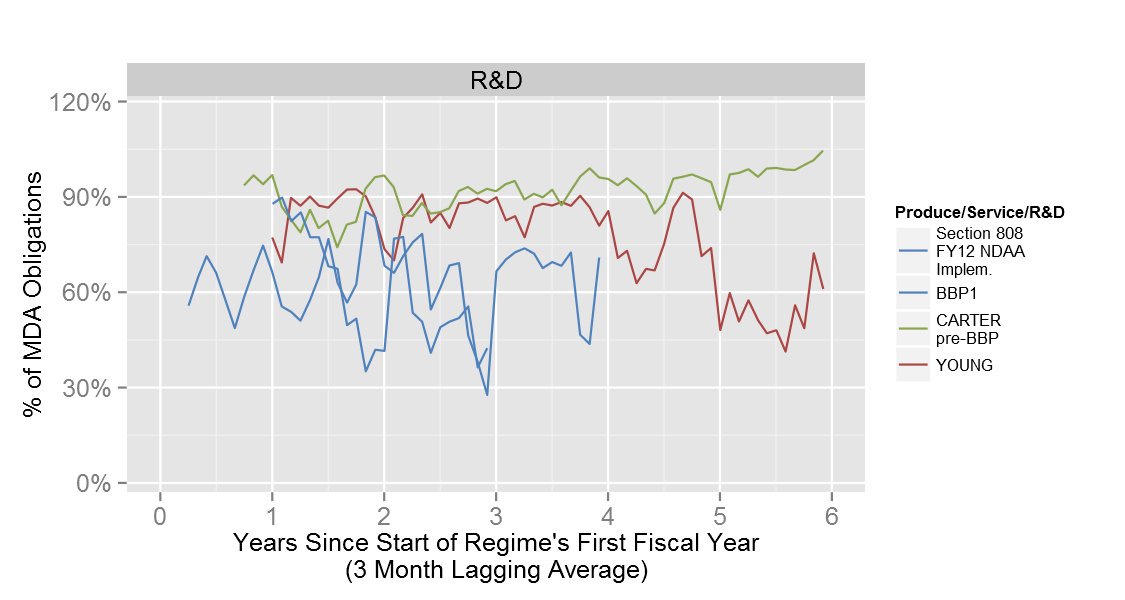 R&D
120%
90%
60%
30%
0%
% of MDA Obligations
0 1 2 3 4 5 6
Years Since Start of Regime's First Fiscal Year
(3 Month Lagging Average)
Produce/Service/R&D
Section 808
FY12 NDAA
Implem.
BBP1
CARTER
pre-BBP
YOUNG